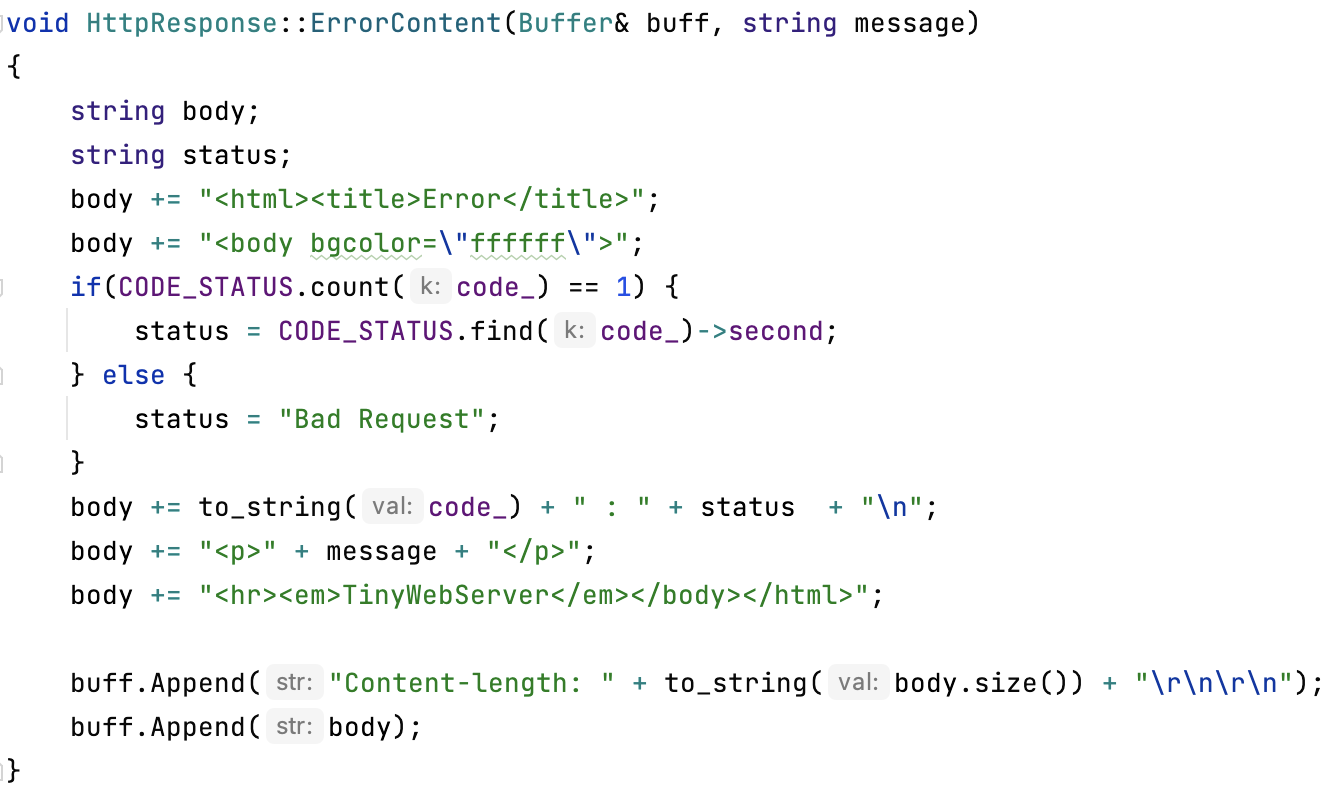 void HttpResponse::ErrorContent(Buffer& buff, string message)
{
    string body;
    string status;
    body += "<html><title>Error</title>";
    body += "<body bgcolor=\"ffffff\">";
    if(CODE_STATUS.count( k: code_) == 1) {
        status = CODE_STATUS.find( k: code_)->second;
    } else {
        status = "Bad Request";
    }
    body += to_string( val: code_) + " : " + status  + "\n";
    body += "<p>" + message + "</p>";
    body += "<hr><em>TinyWebServer</em></body></html>";

    buff.Append( str: "Content-length: " + to_string( val: body.size()) + "\r\n\r\n");
    buff.Append( str: body);
}